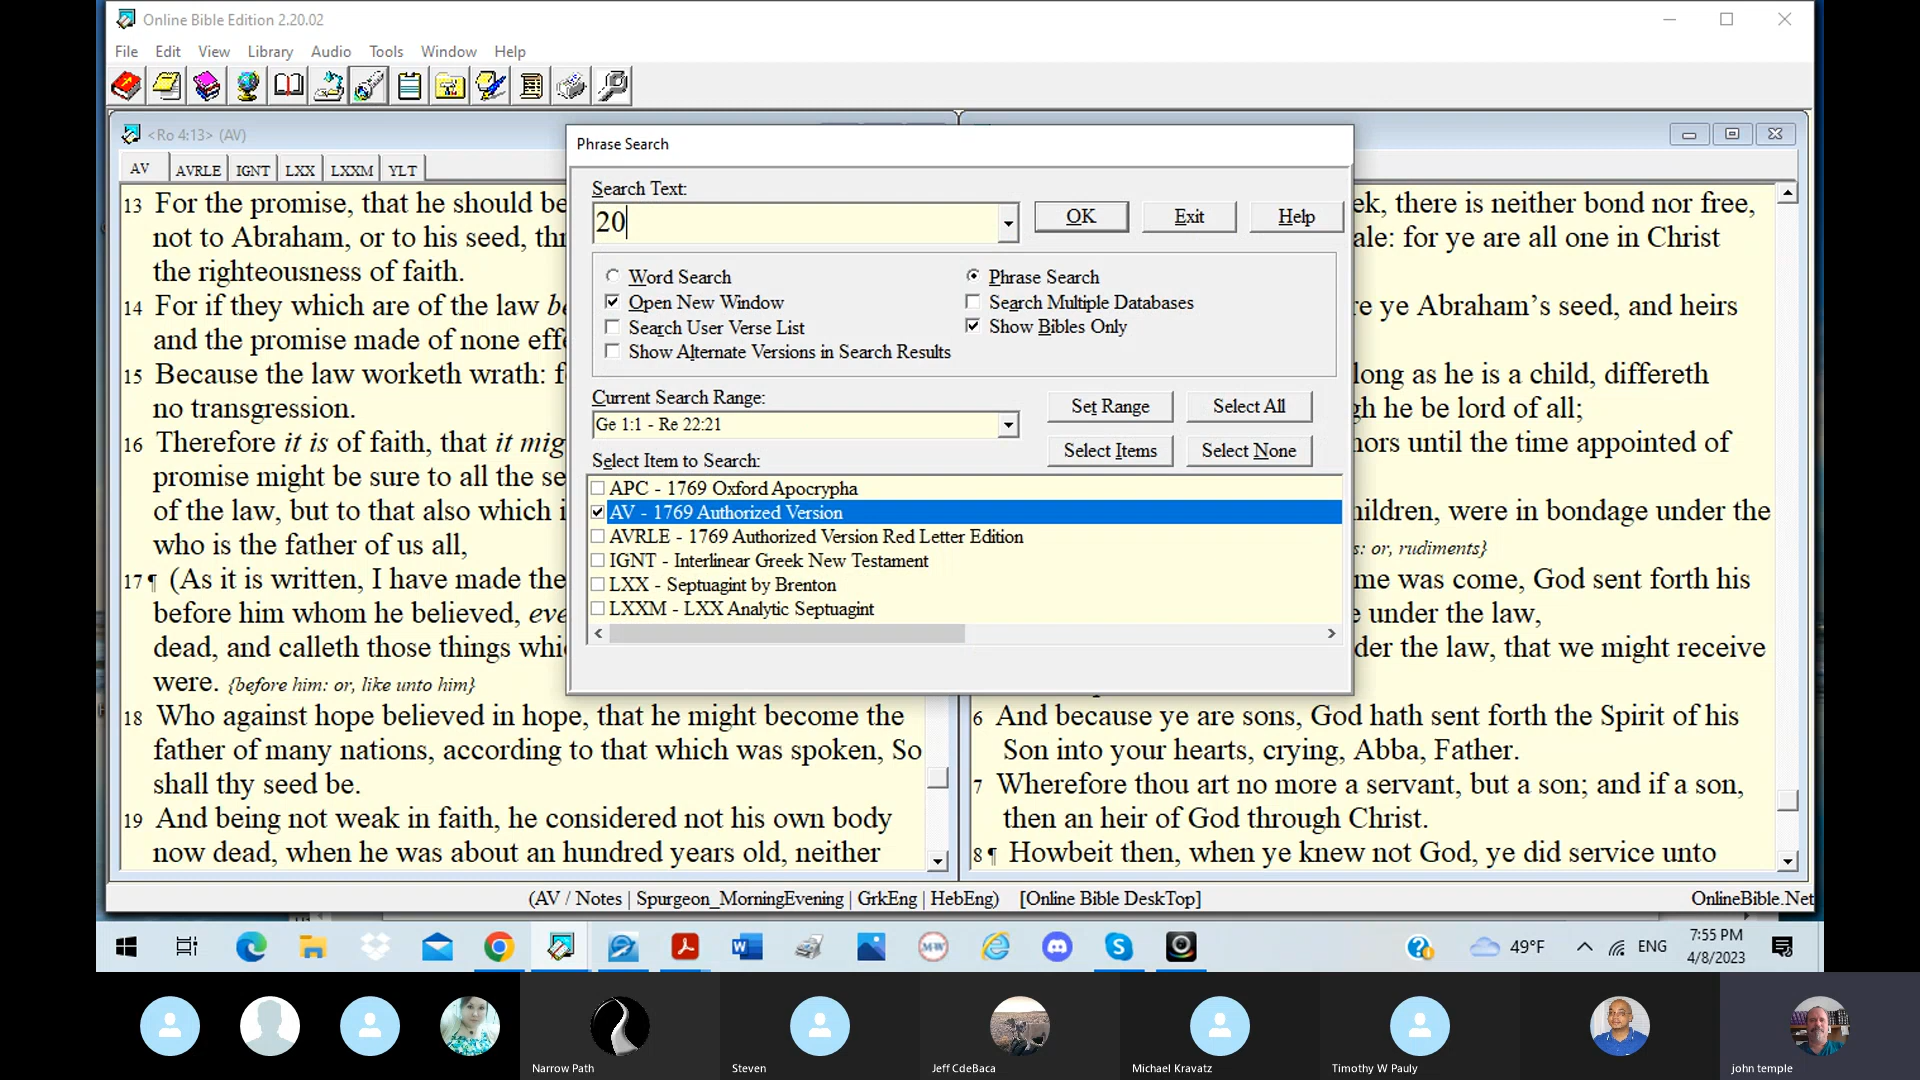 Online Bible Edition 2.20.02
File Edit View Library Audio Tools Window Help
<Ro 4:13> (AV)
AV AVRLE IGNT LXX LXXM YLT
13 For the promise, that he should be
not to Abraham, or to his seed, thr
the righteousness of faith.
14 For if they which are of the law be
and the promise made of none effe
15 Because the law worketh wrath: f
no transgression.
16 Therefore it is of faith, that it mig
promise might be sure to all the se
of the law, but to that also which i
who is the father of us all,
17 ¶ (As it is written, I have made the
before him whom he believed, eve
dead, and calleth those things whi
were. {before him: or, like unto him}
18 Who against hope believed in hope, that he might become the
father of many nations, according to that which was spoken, So
shall thy seed be.
19 And being not weak in faith, he considered not his own body
now dead, when he was about an hundred years old, neither
Phrase Search
Search Text:
20
OK Exit Help
Word Search
Phrase Search
Open New Window
Search Multiple Databases
Search User Verse List
Show Bibles Only
Show Alternate Versions in Search Results
Current Search Range:
Ge 1:1 - Re 22:21
Set Range Select All
Select Items Select None
Select Item to Search:
APC - 1769 Oxford Apocrypha
AV - 1769 Authorized Version
AVRLE - 1769 Authorized Version Red Letter Edition
IGNT - Interlinear Greek New Testament
LXX - Septuagint by Brenton
LXXM - LXX Analytic Septuagint
ek, there is neither bond nor free,
ale: for ye are all one in Christ
re ye Abraham's seed, and heirs
long as he is a child, differeth
gh he be lord of all;
nors until the time appointed of
hildren, were in bondage under the
s: or, rudiments}
me was come, God sent forth his
e under the law,
der the law, that we might receive
6 And because ye are sons, God hath sent forth the Spirit of his
Son into your hearts, crying, Abba, Father.
7 Wherefore thou art no more a servant, but a son; and if a son,
then an heir of God through Christ.
8 ¶ Howbeit then, when ye knew not God, ye did service unto
(AV / Notes | Spurgeon_MorningEvening | GrkEng | HebEng) [Online Bible DeskTop]
OnlineBible.Net
49°F
ENG
7:55 PM
4/8/2023
Narrow Path
Steven
Jeff CdeBaca
Michael Kravatz
Timothy W Pauly
john temple